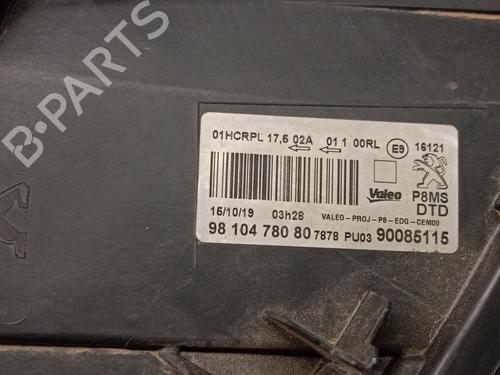 01HCRPL 17,5 02A 01 1 00RL E9 16121
Valeo P8MS
DTD
15/10/19 03h28 VALEO-PROJ-P8-EDG-CEM00
98 104 780 80 7878 PU03 90085115
B-PARTS